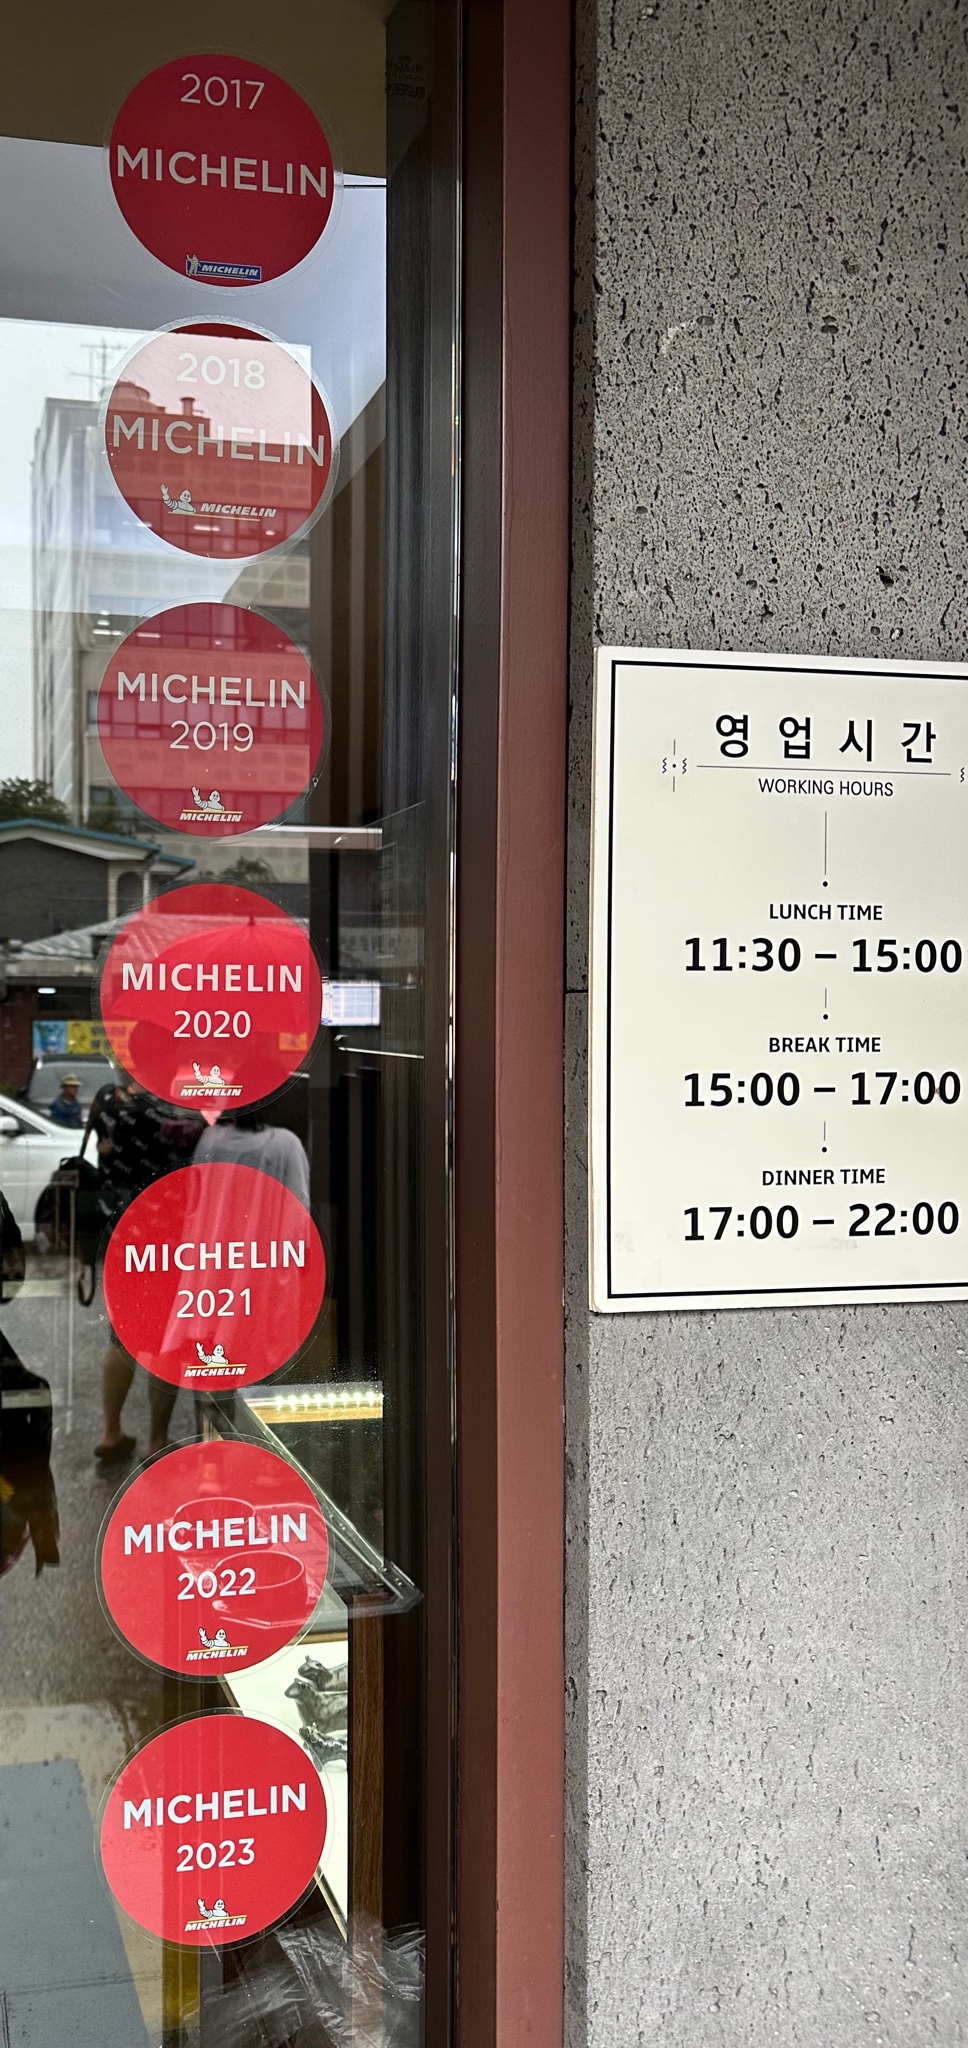 2017
MICHELIN
MICHELIN
2018
MICHELIN
MICHELIN
MICHELIN
2019
MICHELIN
MICHELIN
2020
MICHELIN
MICHELIN
2021
MICHELIN
MICHELIN
2022
MICHELIN
MICHELIN
2023
MICHELIN
영업시간
WORKING HOURS
LUNCH TIME
11:30 – 15:00
BREAK TIME
15:00 – 17:00
DINNER TIME
17:00 – 22:00